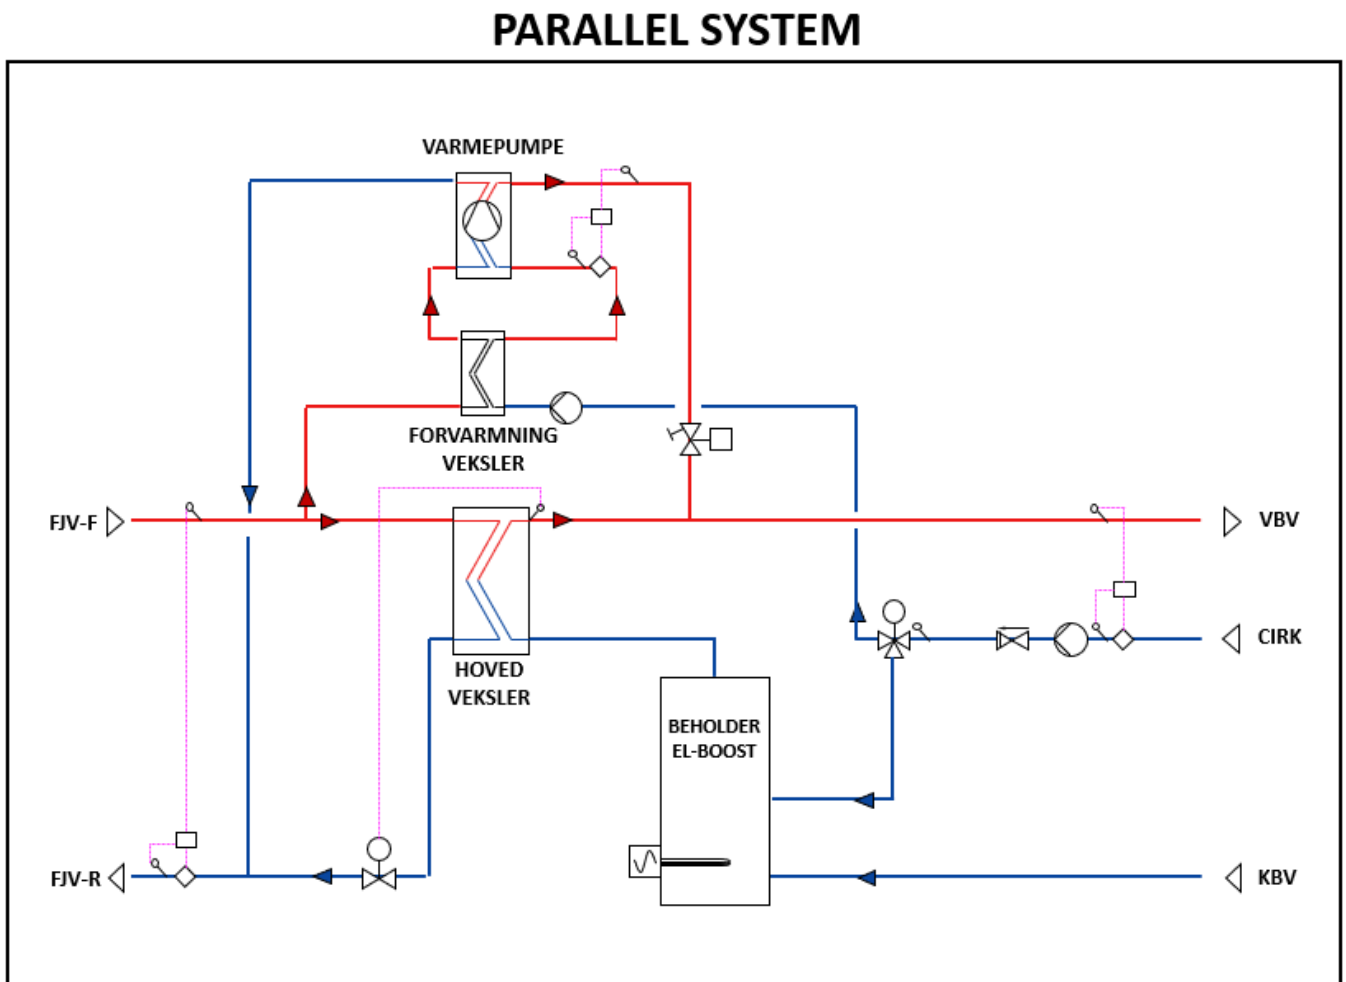 PARALLEL SYSTEM
VARMEPUMPE
FORVARMNING
VEKSLER
FJV-F
VBV
CIRK
HOVED
VEKSLER
BEHOLDER
EL-BOOST
FJV-R
KBV